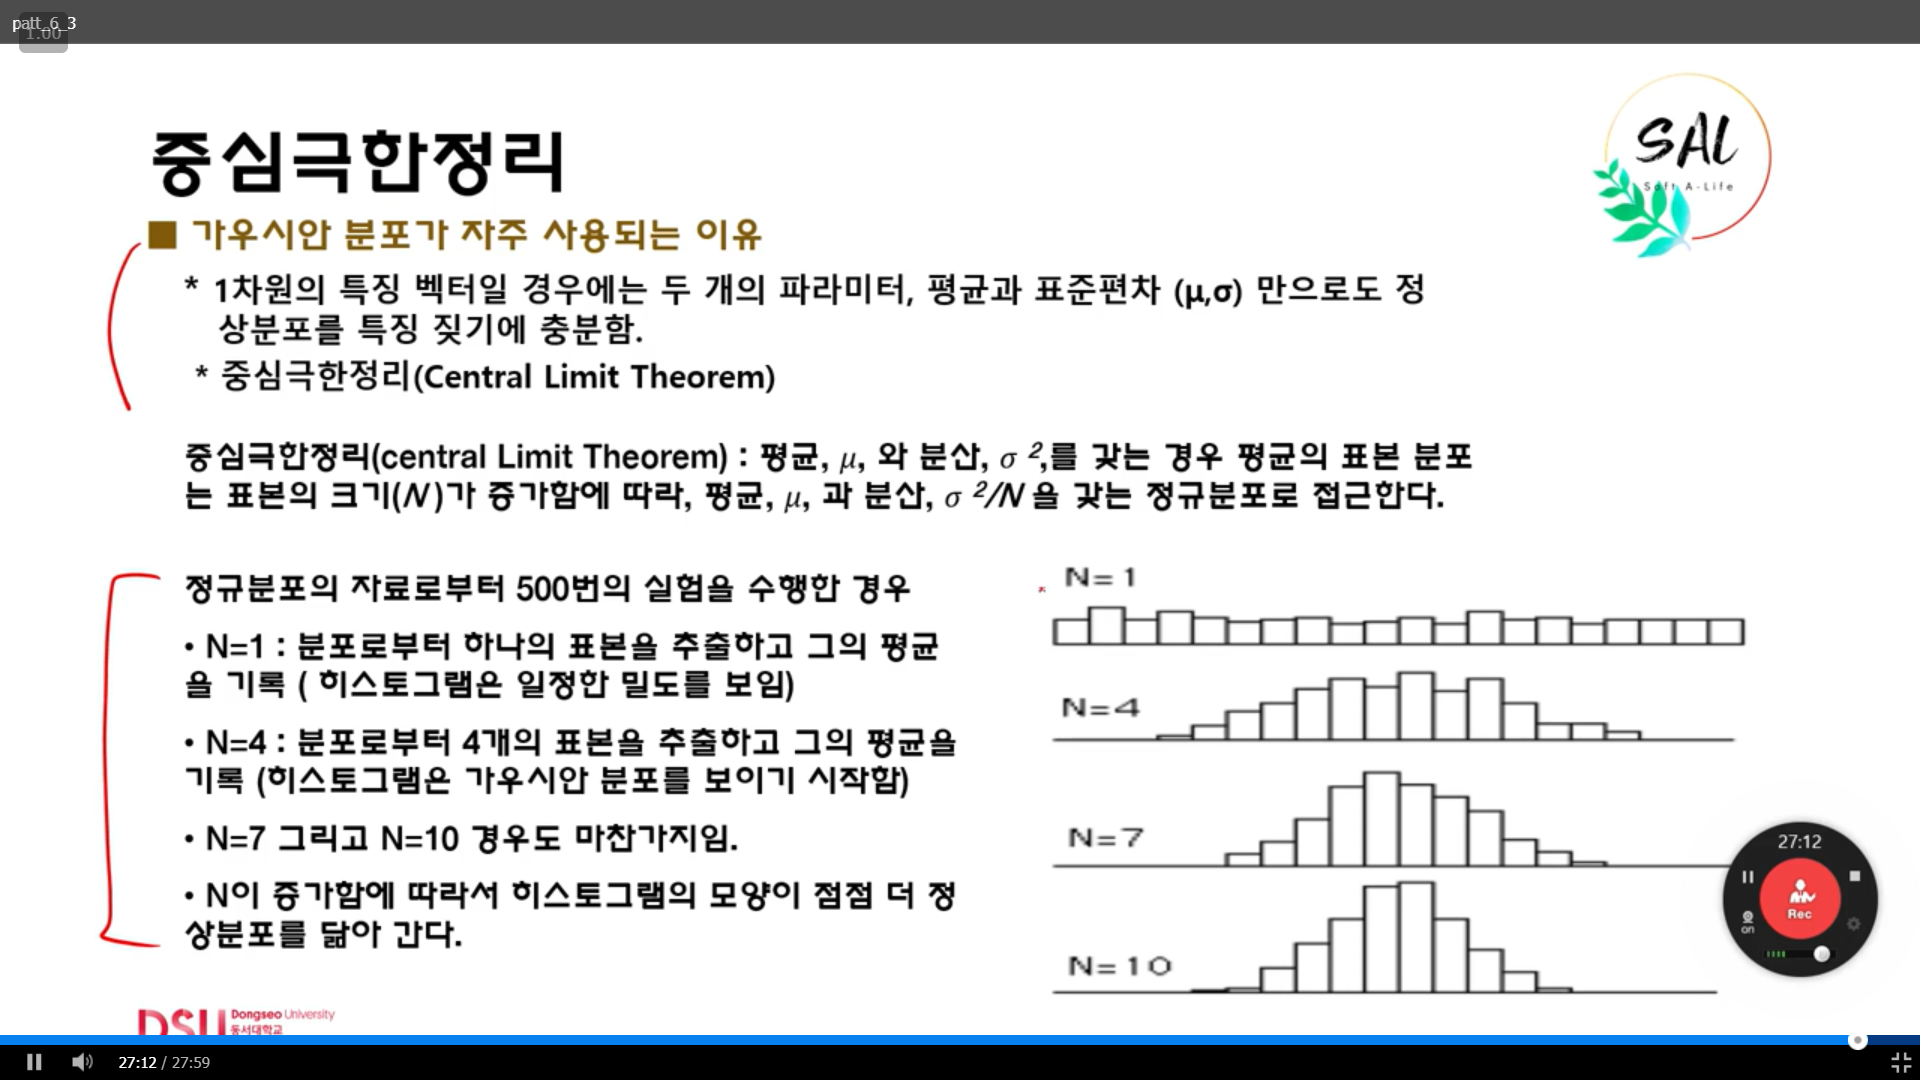 patt_6_3
1.00
중심극한정리
SAL
Soft A-Life
■ 가우시안 분포가 자주 사용되는 이유
* 1차원의 특징 벡터일 경우에는 두 개의 파라미터, 평균과 표준편차 (μ,σ) 만으로도 정
상분포를 특징 짖기에 충분함.
* 중심극한정리(Central Limit Theorem)
중심극한정리(central Limit Theorem) : 평균, μ, 와 분산, σ ²,를 갖는 경우 평균의 표본 분포
는 표본의 크기(N)가 증가함에 따라, 평균, μ, 과 분산, σ ²/N 을 갖는 정규분포로 접근한다.
정규분포의 자료로부터 500번의 실험을 수행한 경우
• N=1 : 분포로부터 하나의 표본을 추출하고 그의 평균
을 기록 ( 히스토그램은 일정한 밀도를 보임)
• N=4 : 분포로부터 4개의 표본을 추출하고 그의 평균을
기록 (히스토그램은 가우시안 분포를 보이기 시작함)
• N=7 그리고 N=10 경우도 마찬가지임.
• N이 증가함에 따라서 히스토그램의 모양이 점점 더 정
상분포를 닮아 간다.
N= 1
N=4
N=7
N= 10
27:12
Rec
on
DSU Dongseo University
동서대학교
27:12 / 27:59